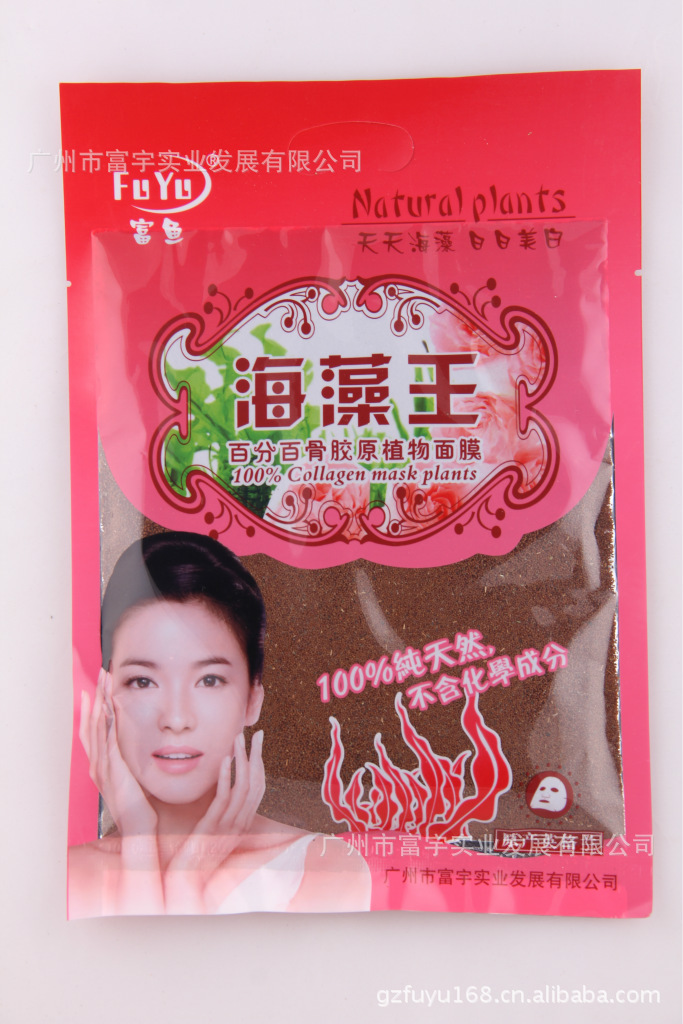 广州市富宇实业发展有限公司
FuYu®
富鱼
Natural plants
天天海藻 日日美白
海藻王
百分百骨胶原植物面膜
100% Collagen mask plants
100%純天然,
不含化學成分
广州市富宇实业发展有限公司
广州市富宇实业发展有限公司
gzfuyu168.cn.alibaba.com